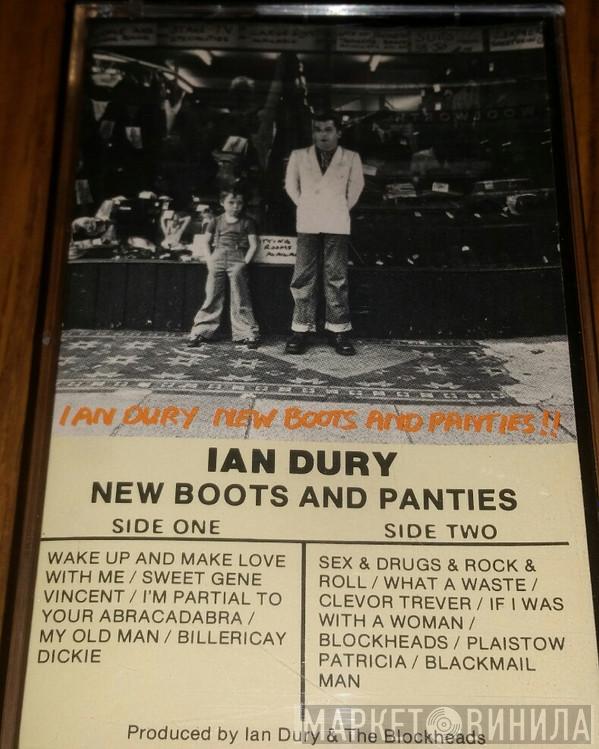 IAN DURY NEW BOOTS AND PANTIES!!
IAN DURY
NEW BOOTS AND PANTIES
SIDE ONE
WAKE UP AND MAKE LOVE
WITH ME / SWEET GENE
VINCENT / I'M PARTIAL TO
YOUR ABRACADABRA /
MY OLD MAN / BILLERICAY
DICKIE
SIDE TWO
SEX & DRUGS & ROCK &
ROLL / WHAT A WASTE /
CLEVOR TREVER / IF I WAS
WITH A WOMAN /
BLOCKHEADS / PLAISTOW
PATRICIA / BLACKMAIL
MAN
Produced by Ian Dury & The Blockheads
МАРКЕТ ВИНИЛА